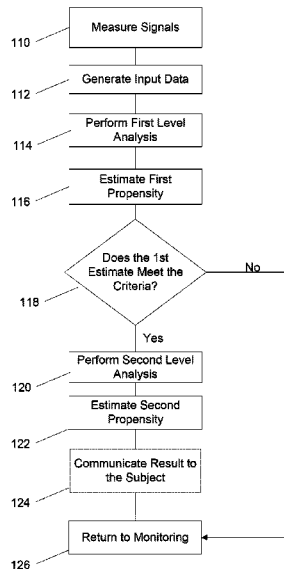 110
Measure Signals
112
Generate Input Data
114
Perform First Level
Analysis
116
Estimate First
Propensity
118
Does the 1st
Estimate Meet the
Criteria?
No
Yes
120
Perform Second Level
Analysis
122
Estimate Second
Propensity
124
Communicate Result to
the Subject
126
Return to Monitoring